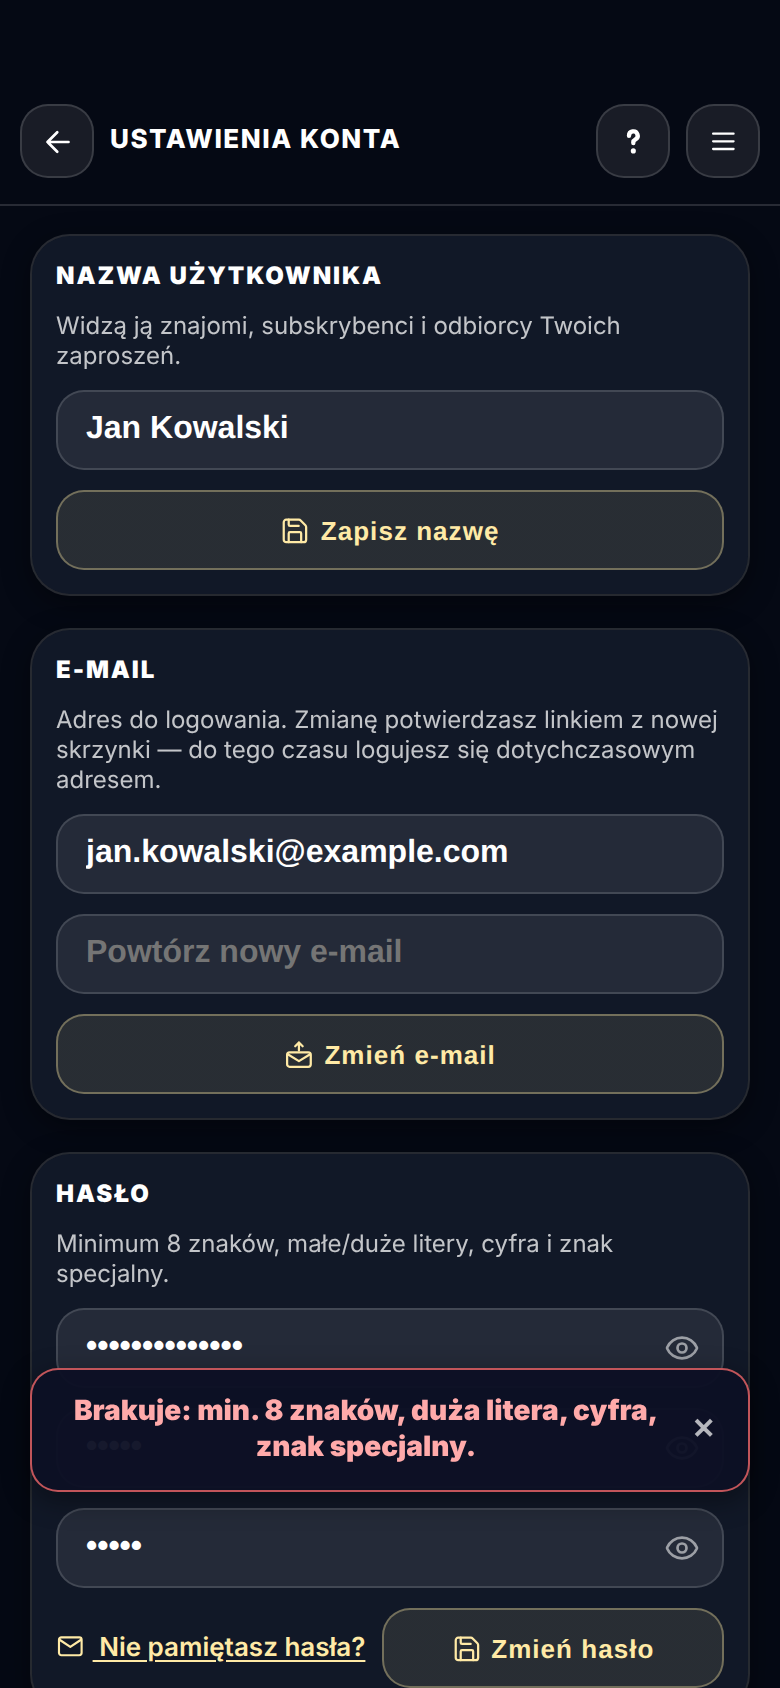 USTAWIENIA KONTA
?
NAZWA UŻYTKOWNIKA
Widzą ją znajomi, subskrybenci i odbiorcy Twoich
zaproszeń.
Jan Kowalski
Zapisz nazwę
E-MAIL
Adres do logowania. Zmianę potwierdzasz linkiem z nowej
skrzynki — do tego czasu logujesz się dotychczasowym
adresem.
jan.kowalski@example.com
Powtórz nowy e-mail
Zmień e-mail
HASŁO
Minimum 8 znaków, małe/duże litery, cyfra i znak
specjalny.
••••••••••••••
Brakuje: min. 8 znaków, duża litera, cyfra,
znak specjalny.
•••••
•••••
Nie pamiętasz hasła?
Zmień hasło